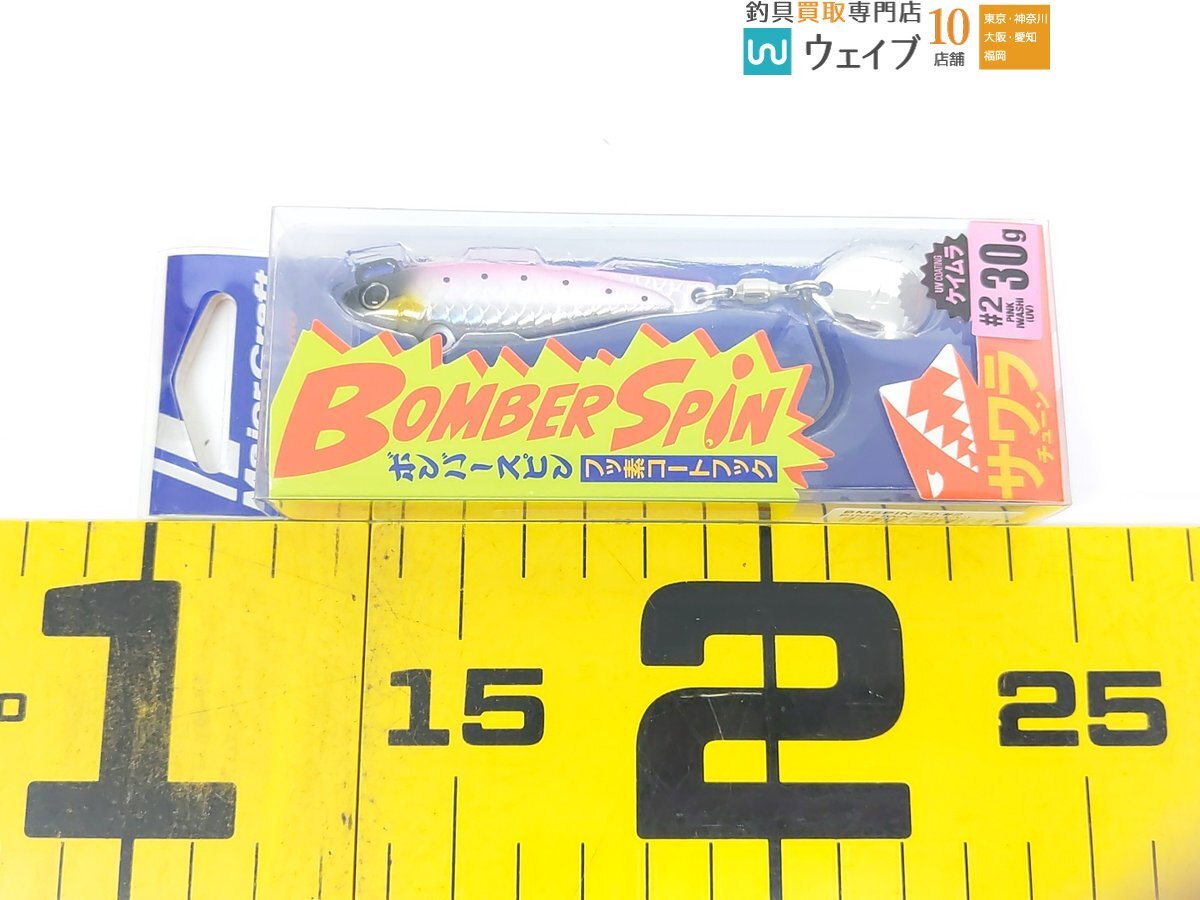 釣具買取専門店
ウェイブ
10
店舗
東京・神奈川
大阪・愛知
福岡
MajorCraft
UV COATING
ケイムラ
#2
PINK
IWASHI
(UV)
30g
BOMBER SPIN
ボンバースピン
フッ素コートフック
サワラ
チューン
1 2
15 25